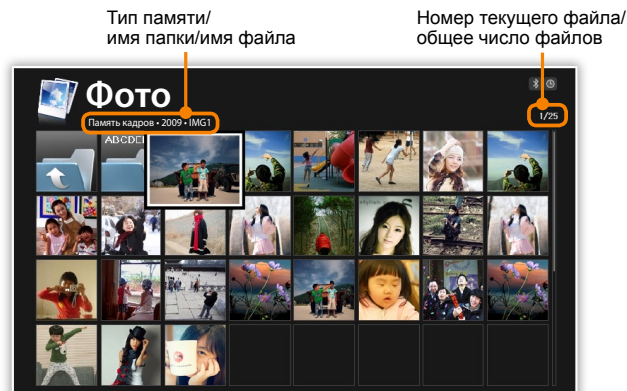 Тип памяти/
имя папки/имя файла
Номер текущего файла/
общее число файлов
Фото
Память кадров • 2009 • IMG1
1/25
ABCDE